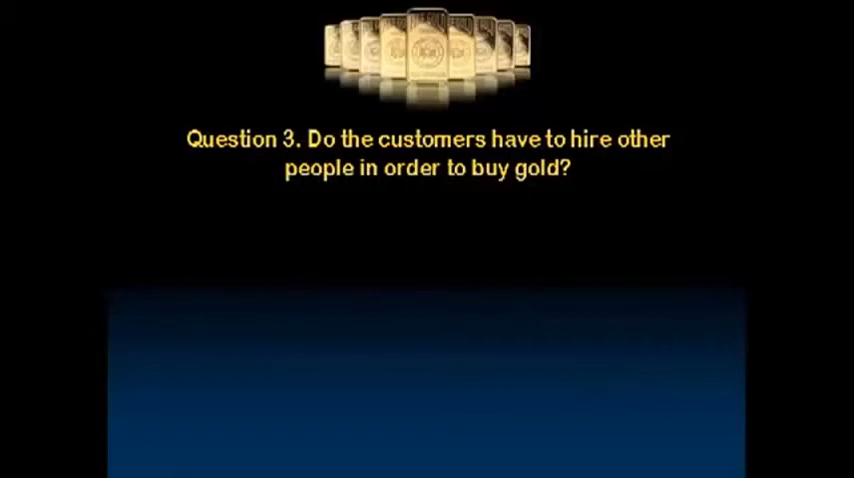 Question 3. Do the customers have to hire other
people in order to buy gold?